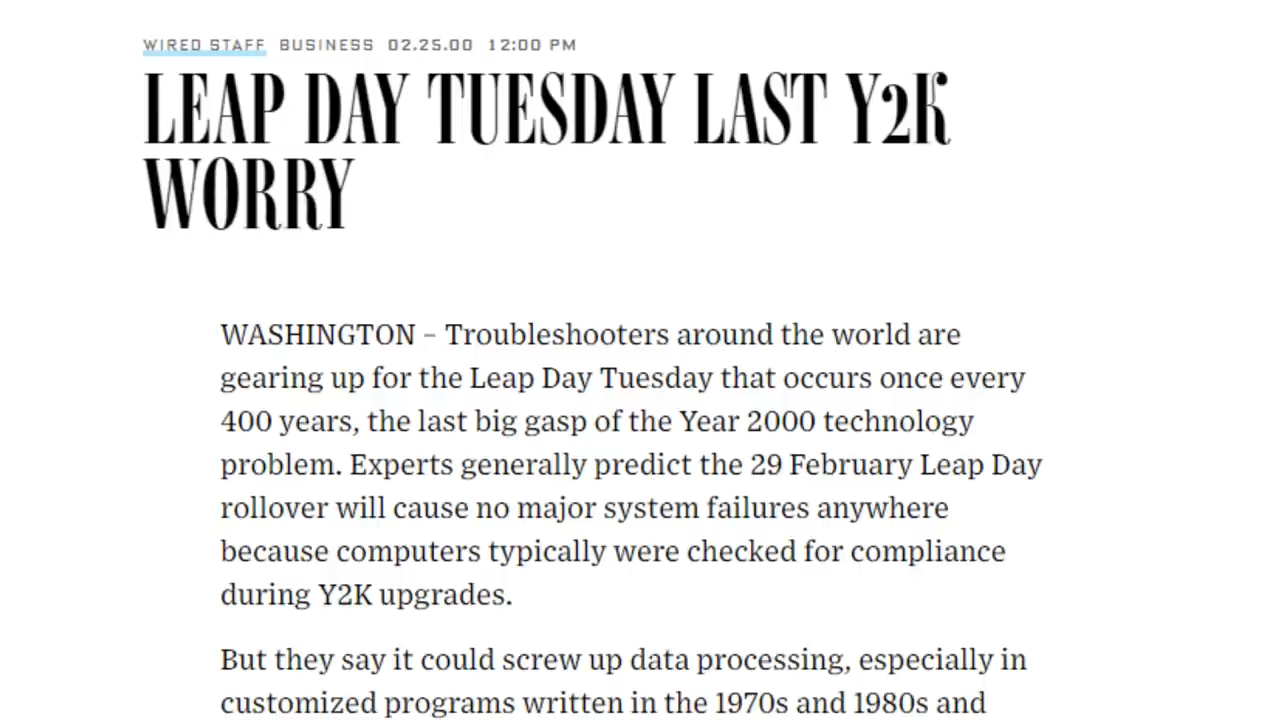 WIRED STAFF BUSINESS 02.25.00 12:00 PM
LEAP DAY TUESDAY LAST Y2K
WORRY
WASHINGTON – Troubleshooters around the world are
gearing up for the Leap Day Tuesday that occurs once every
400 years, the last big gasp of the Year 2000 technology
problem. Experts generally predict the 29 February Leap Day
rollover will cause no major system failures anywhere
because computers typically were checked for compliance
during Y2K upgrades.
But they say it could screw up data processing, especially in
customized programs written in the 1970s and 1980s and